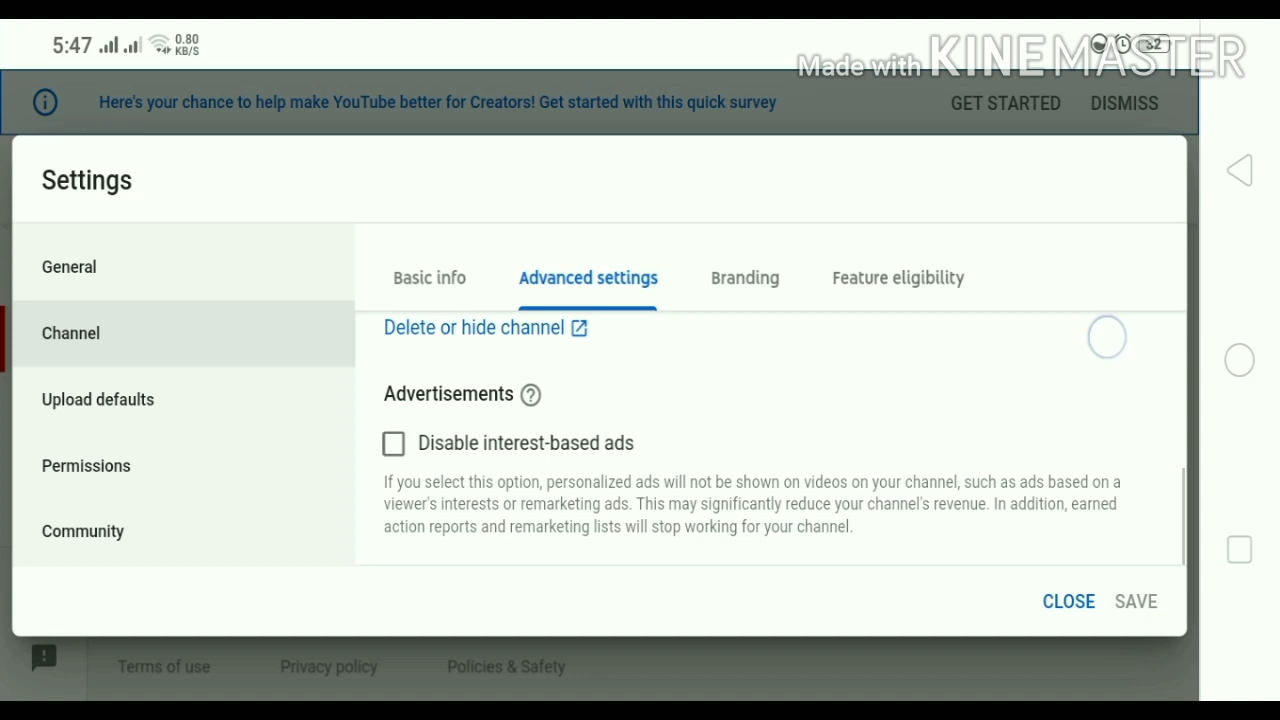 5:47
0.80
KB/S
32
Made with KINEMASTER
Here's your chance to help make YouTube better for Creators! Get started with this quick survey
GET STARTED
DISMISS
Settings
General
Channel
Upload defaults
Permissions
Community
Basic info
Advanced settings
Branding
Feature eligibility
Delete or hide channel
Advertisements
Disable interest-based ads
If you select this option, personalized ads will not be shown on videos on your channel, such as ads based on a
viewer's interests or remarketing ads. This may significantly reduce your channel's revenue. In addition, earned
action reports and remarketing lists will stop working for your channel.
CLOSE
SAVE
Terms of use
Privacy policy
Policies & Safety